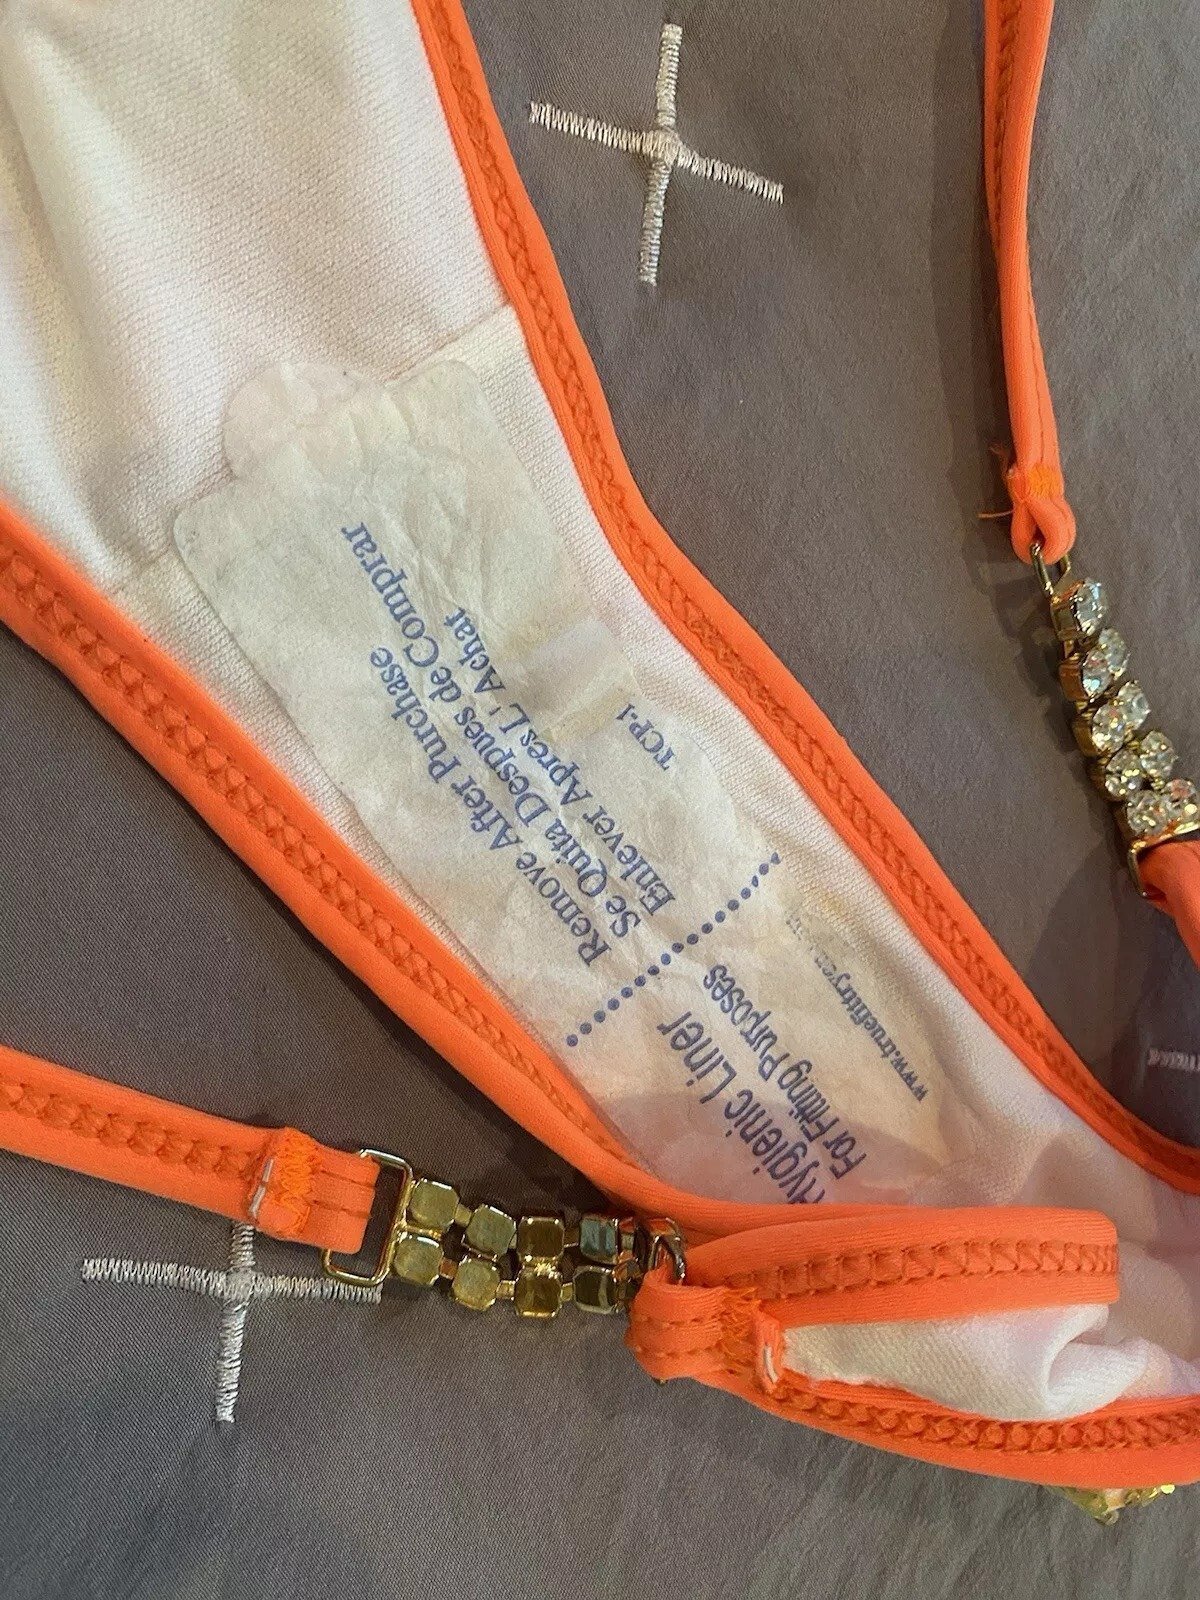 Remove After Purchase
Se Quita Despues de Comprar
Enlever Apres L'Achat
TCP-1
Hygienic Liner
For Fitting Purposes